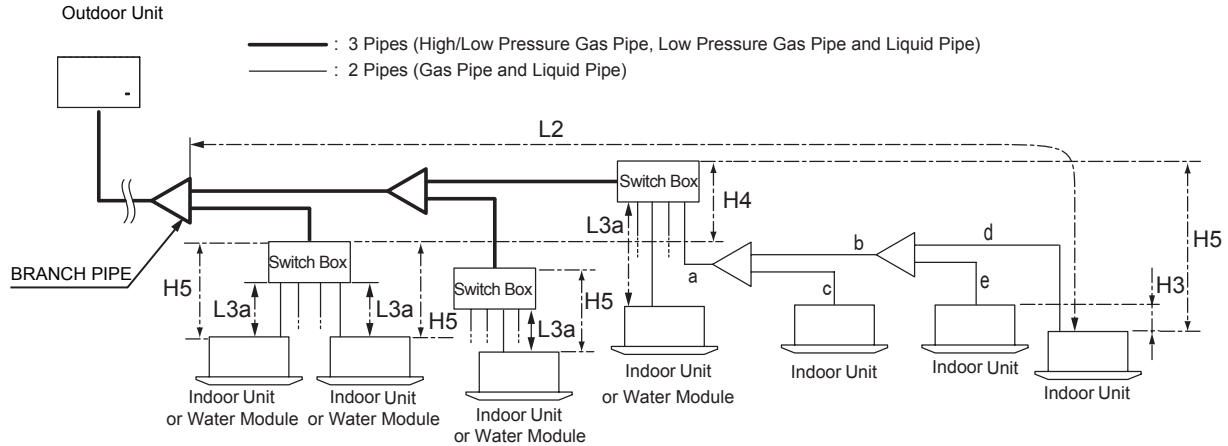 Outdoor Unit
: 3 Pipes (High/Low Pressure Gas Pipe, Low Pressure Gas Pipe and Liquid Pipe)
: 2 Pipes (Gas Pipe and Liquid Pipe)
L2
Switch Box
H4
L3a
H5
b
d
a
c
e
H3
BRANCH PIPE
Switch Box
H5
L3a
L3a
H5
Switch Box
H5
L3a
Indoor Unit
or Water Module
Indoor Unit
or Water Module
Indoor Unit
or Water Module
Indoor Unit
or Water Module
Indoor Unit
Indoor Unit
Indoor Unit